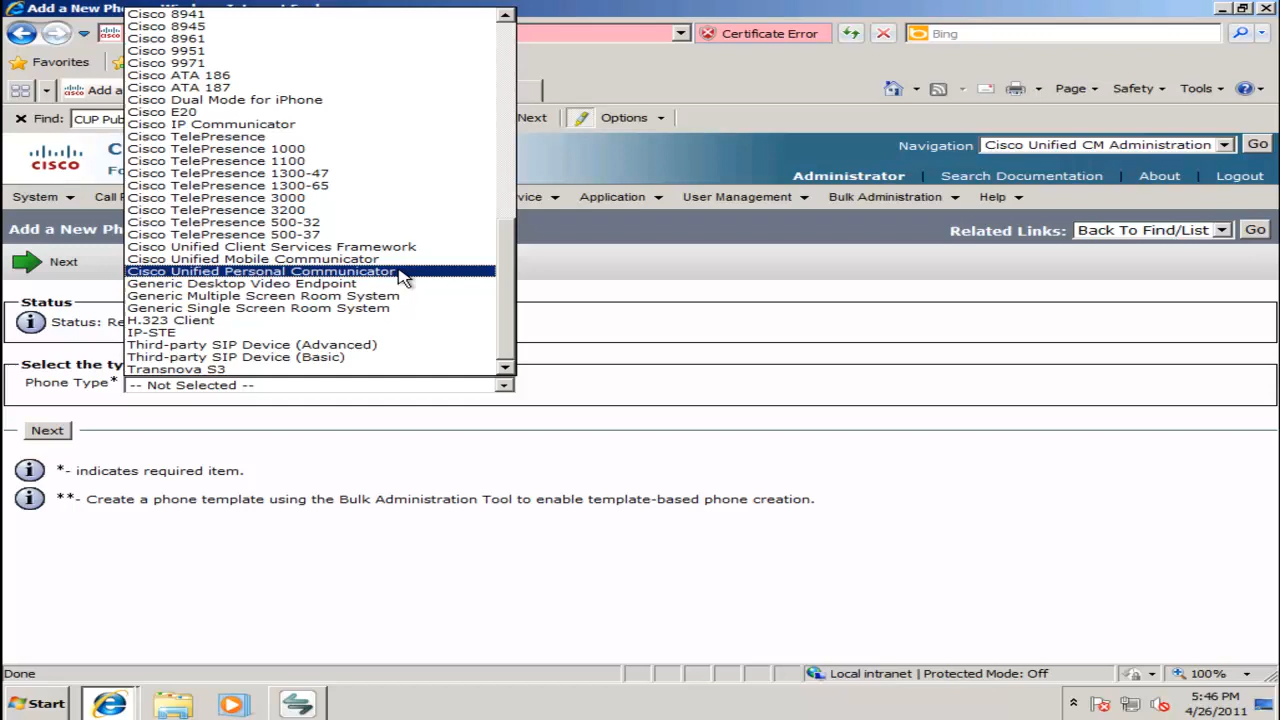 Add a New Ph
Cisco 8941
Cisco 8945
Cisco 8961
Cisco 9951
Cisco 9971
Cisco ATA 186
Cisco ATA 187
Cisco Dual Mode for iPhone
Cisco E20
Cisco IP Communicator
Cisco TelePresence
Cisco TelePresence 1000
Cisco TelePresence 1100
Cisco TelePresence 1300-47
Cisco TelePresence 1300-65
Cisco TelePresence 3000
Cisco TelePresence 3200
Cisco TelePresence 500-32
Cisco TelePresence 500-37
Cisco Unified Client Services Framework
Cisco Unified Mobile Communicator
Cisco Unified Personal Communicator
Generic Desktop Video Endpoint
Generic Multiple Screen Room System
Generic Single Screen Room System
H.323 Client
IP-STE
Third-party SIP Device (Advanced)
Third-party SIP Device (Basic)
Transnova S3
Certificate Error
Bing
Favorites
Add a
Page Safety Tools
Find: CUP Pub Next Options
cisco C
Fo
Navigation Cisco Unified CM Administration Go
Administrator | Search Documentation | About | Logout
System Call vice Application User Management Bulk Administration Help
Add a New Ph
Related Links: Back To Find/List Go
Next
Status
Status: Re
Select the ty
Phone Type* -- Not Selected --
Next
*- indicates required item.
**- Create a phone template using the Bulk Administration Tool to enable template-based phone creation.
Done Local intranet | Protected Mode: Off 100%
Start 5:46 PM
4/26/2011